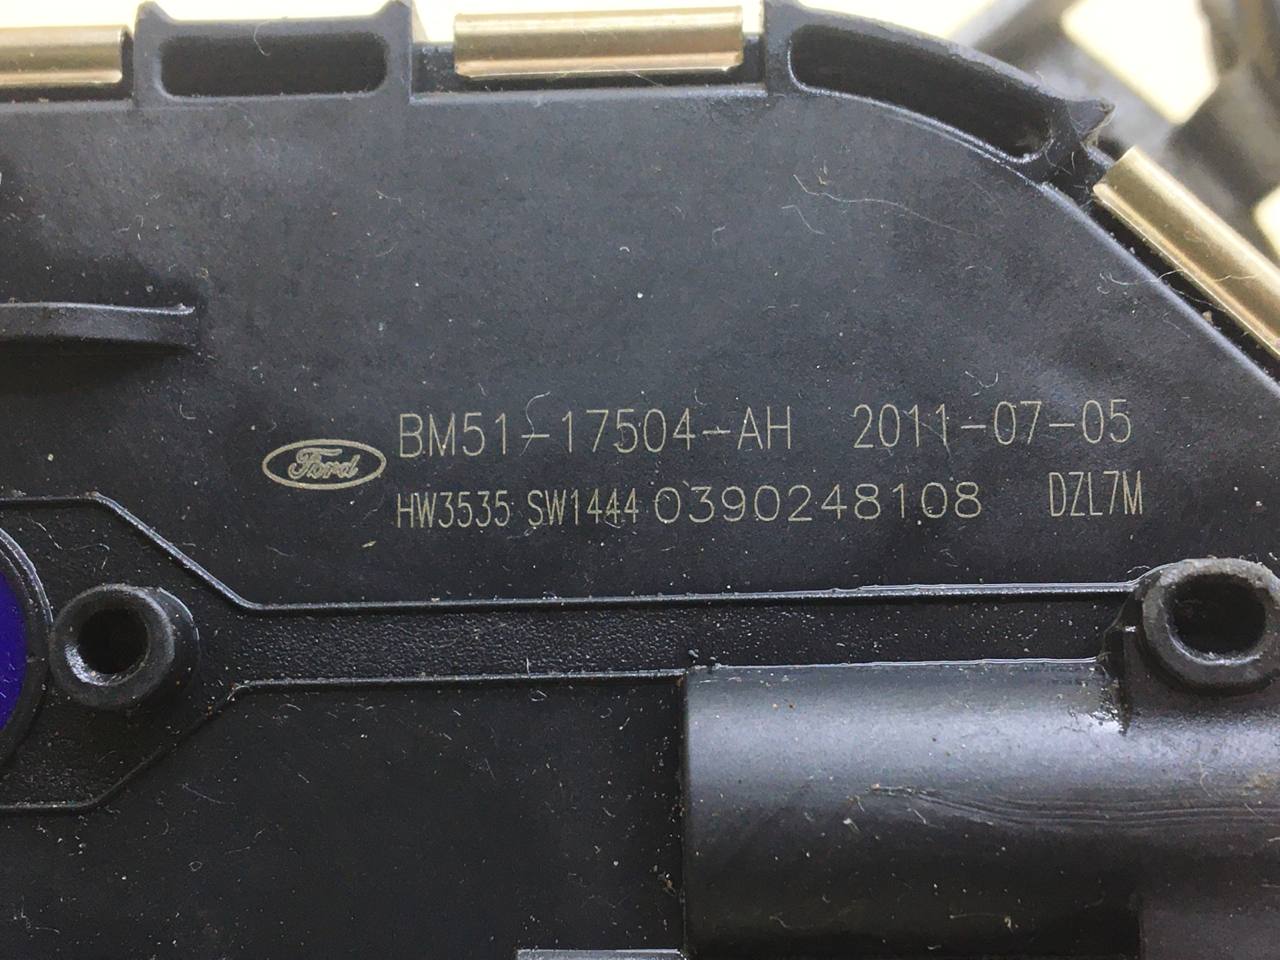 Ford BM51-17504-AH 2011-07-05
HW3535 SW1444 0390248108 DZL7M